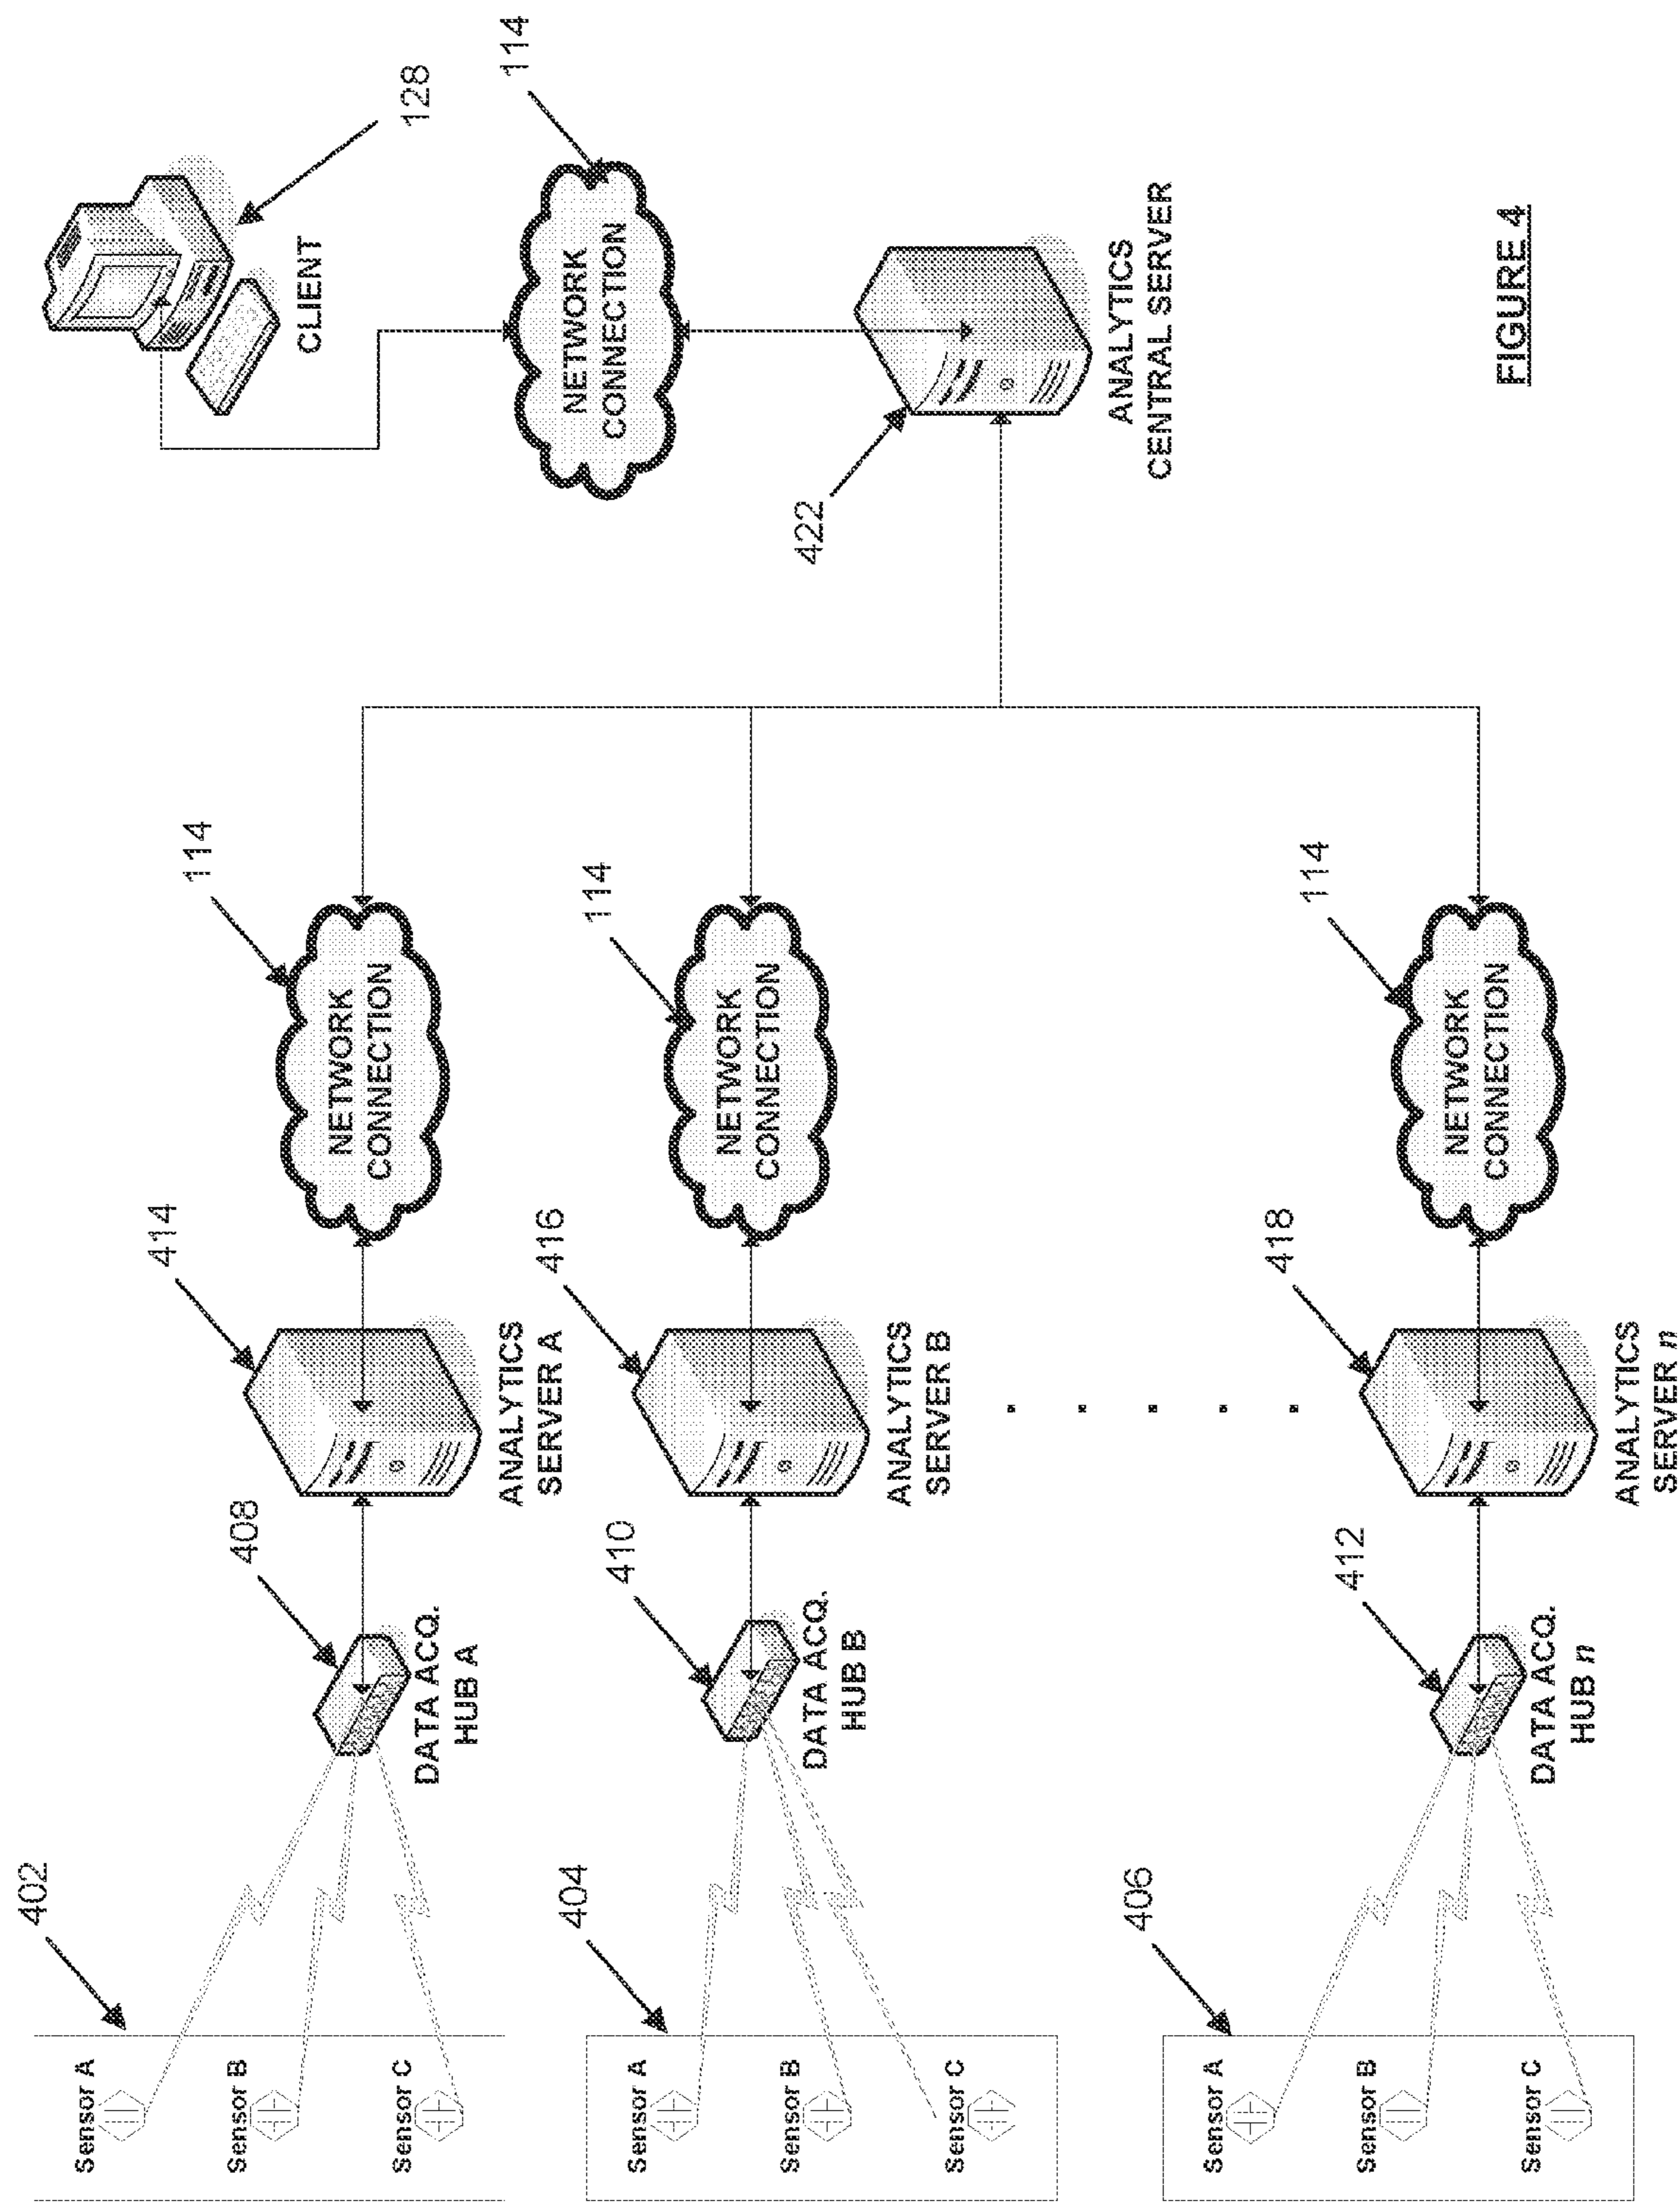 402
Sensor A
Sensor B
Sensor C
408
DATA ACQ.
HUB A
414
ANALYTICS
SERVER A
114
NETWORK
CONNECTION
404
Sensor A
Sensor B
Sensor C
410
DATA ACQ.
HUB B
416
ANALYTICS
SERVER B
114
NETWORK
CONNECTION
406
Sensor A
Sensor B
Sensor C
412
DATA ACQ.
HUB n
418
ANALYTICS
SERVER n
114
NETWORK
CONNECTION
128
CLIENT
114
NETWORK
CONNECTION
422
ANALYTICS
CENTRAL SERVER
FIGURE 4